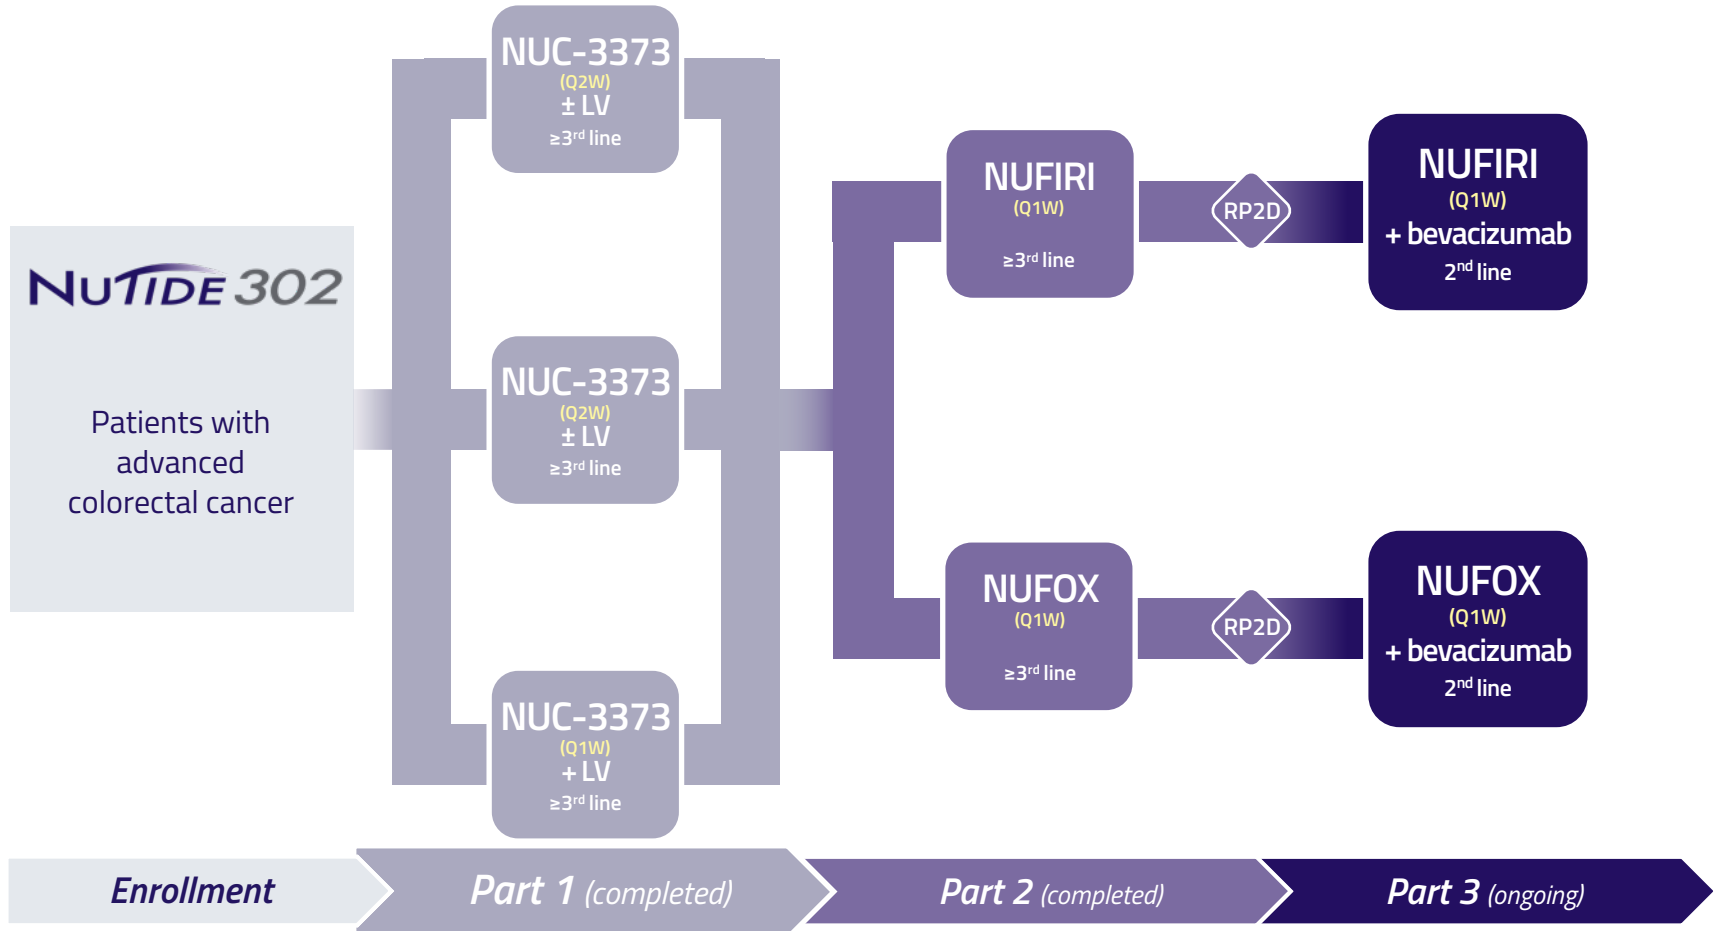 NUTIDE 302
Patients with
advanced
colorectal cancer
NUC-3373
(Q2W)
± LV
≥3rd line
NUC-3373
(Q2W)
± LV
≥3rd line
NUC-3373
(Q1W)
+ LV
≥3rd line
NUFIRI
(Q1W)
≥3rd line
RP2D
NUFIRI
(Q1W)
+ bevacizumab
2nd line
NUFOX
(Q1W)
≥3rd line
RP2D
NUFOX
(Q1W)
+ bevacizumab
2nd line
Enrollment
Part 1 (completed)
Part 2 (completed)
Part 3 (ongoing)